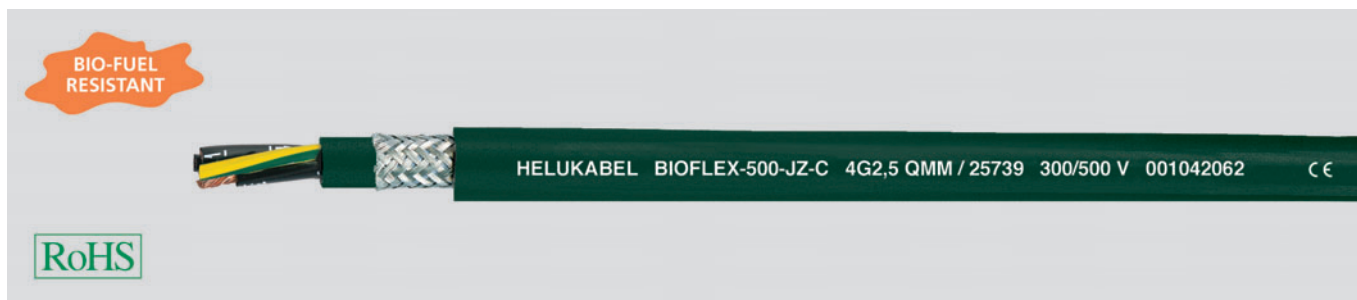 BIO-FUEL
RESISTANT
HELUKABEL BIOFLEX-500-JZ-C 4G2,5 QMM / 25739 300/500 V 001042062 CE
RoHS